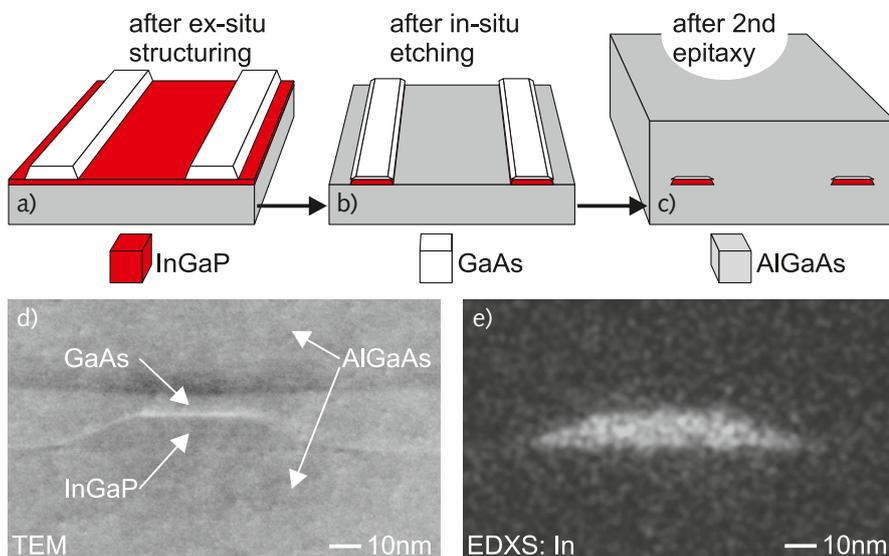 after ex-situ
structuring
after in-situ
etching
after 2nd
epitaxy
a)
b)
c)
InGaP
GaAs
AlGaAs
d)
GaAs
AlGaAs
InGaP
TEM
10nm
e)
EDXS: In
10nm